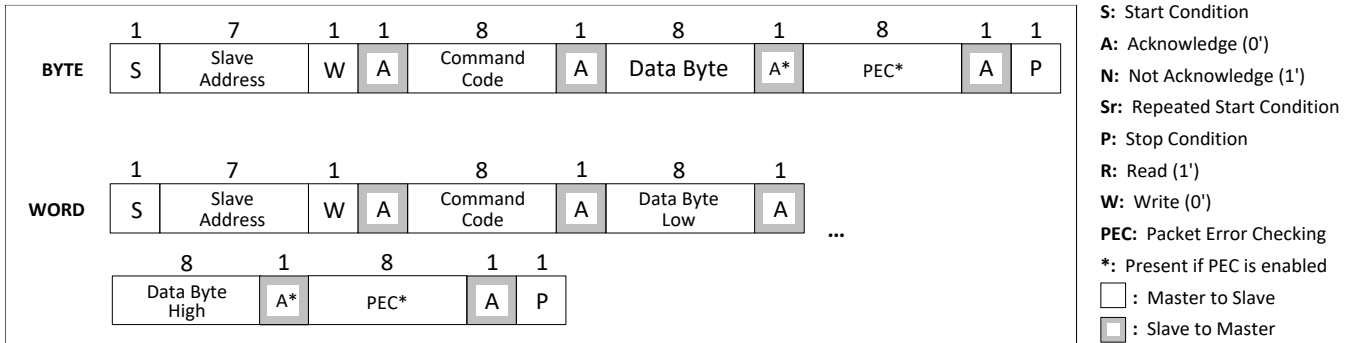 1 7 1 1 8 1 8 1 8 1 1
BYTE S Slave Address W A Command Code A Data Byte A* PEC* A P
1 7 1 8 1 8 1
WORD S Slave Address W A Command Code A Data Byte Low A ...
8 1 8 1 1
Data Byte High A* PEC* A P
S: Start Condition
A: Acknowledge (0')
N: Not Acknowledge (1')
Sr: Repeated Start Condition
P: Stop Condition
R: Read (1')
W: Write (0')
PEC: Packet Error Checking
*: Present if PEC is enabled
: Master to Slave
: Slave to Master